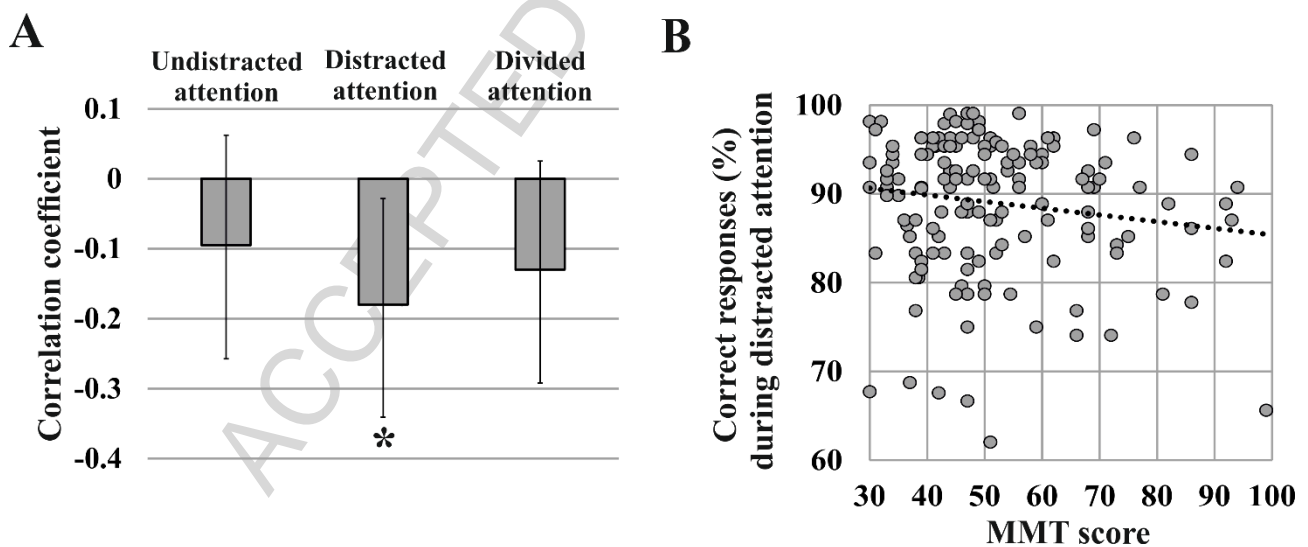 A
Undistracted attention
Distracted attention
Divided attention
0.1
0
-0.1
-0.2
-0.3
-0.4
Correlation coefficient
*
ACCEPTED
B
100
90
80
70
60
Correct responses (%)
during distracted attention
30 40 50 60 70 80 90 100
MMT score